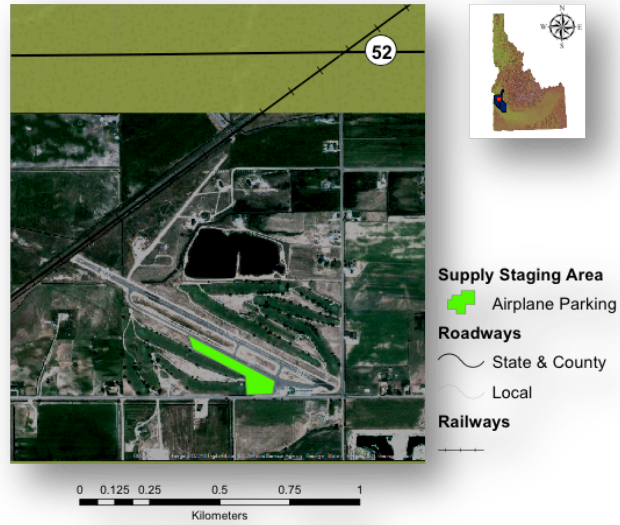 N
W
E
S
52
Supply Staging Area
Airplane Parking
Roadways
State & County
Local
Railways
0 0.125 0.25 0.5 0.75 1
Kilometers